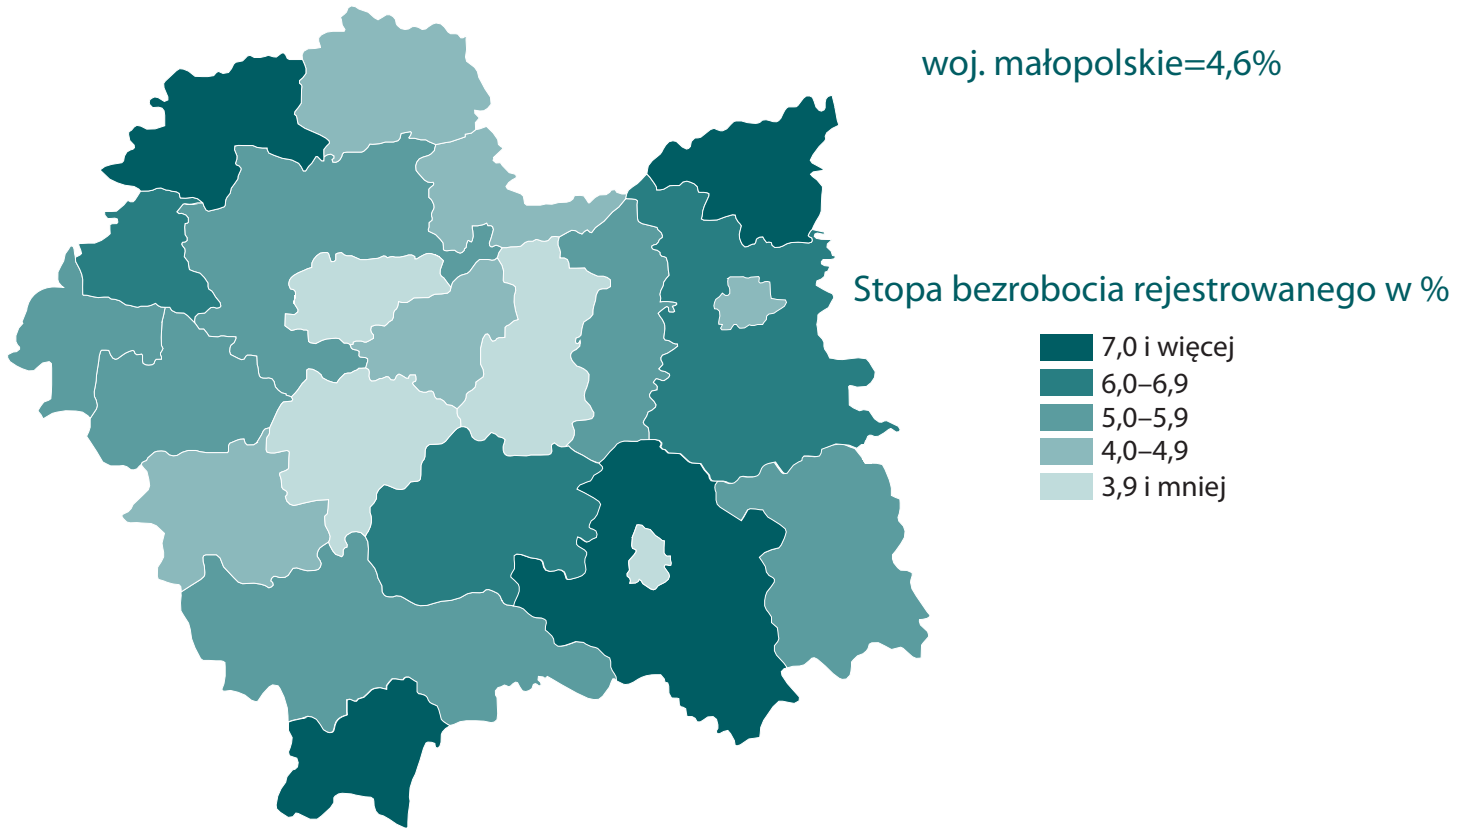 woj. małopolskie=4,6%
Stopa bezrobocia rejestrowanego w %
7,0 i więcej
6,0–6,9
5,0–5,9
4,0–4,9
3,9 i mniej